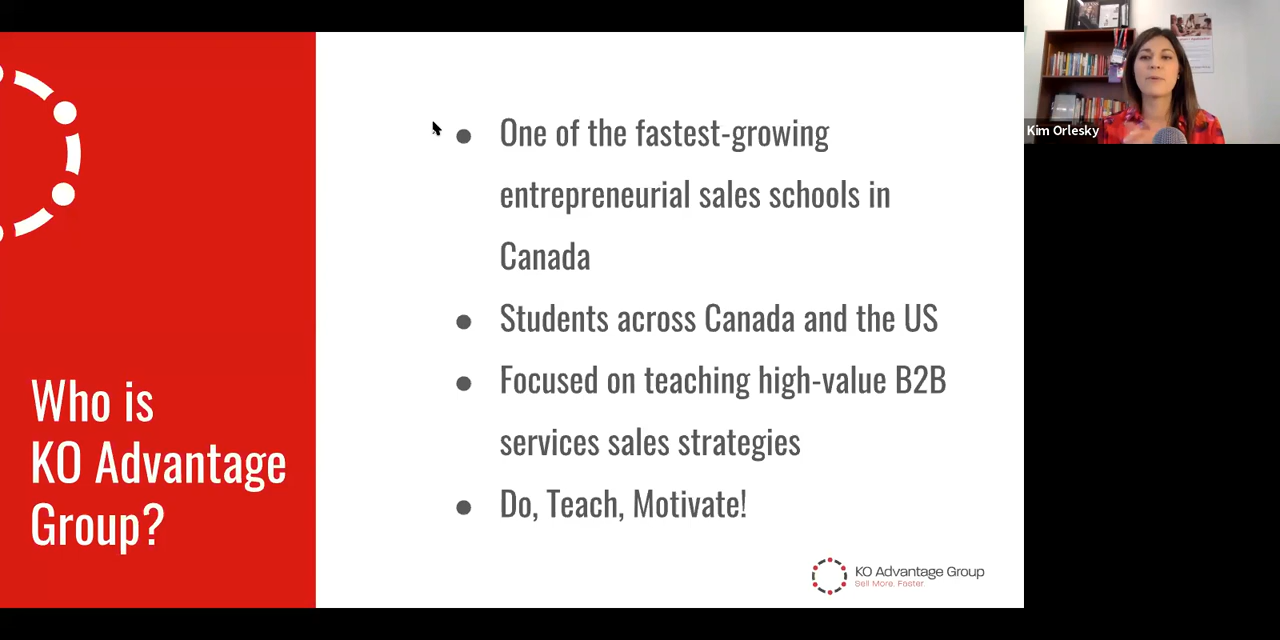 Who is
KO Advantage
Group?
One of the fastest-growing
entrepreneurial sales schools in
Canada
Students across Canada and the US
Focused on teaching high-value B2B
services sales strategies
Do, Teach, Motivate!
KO Advantage Group
Sell More. Faster.
Kim Orlesky